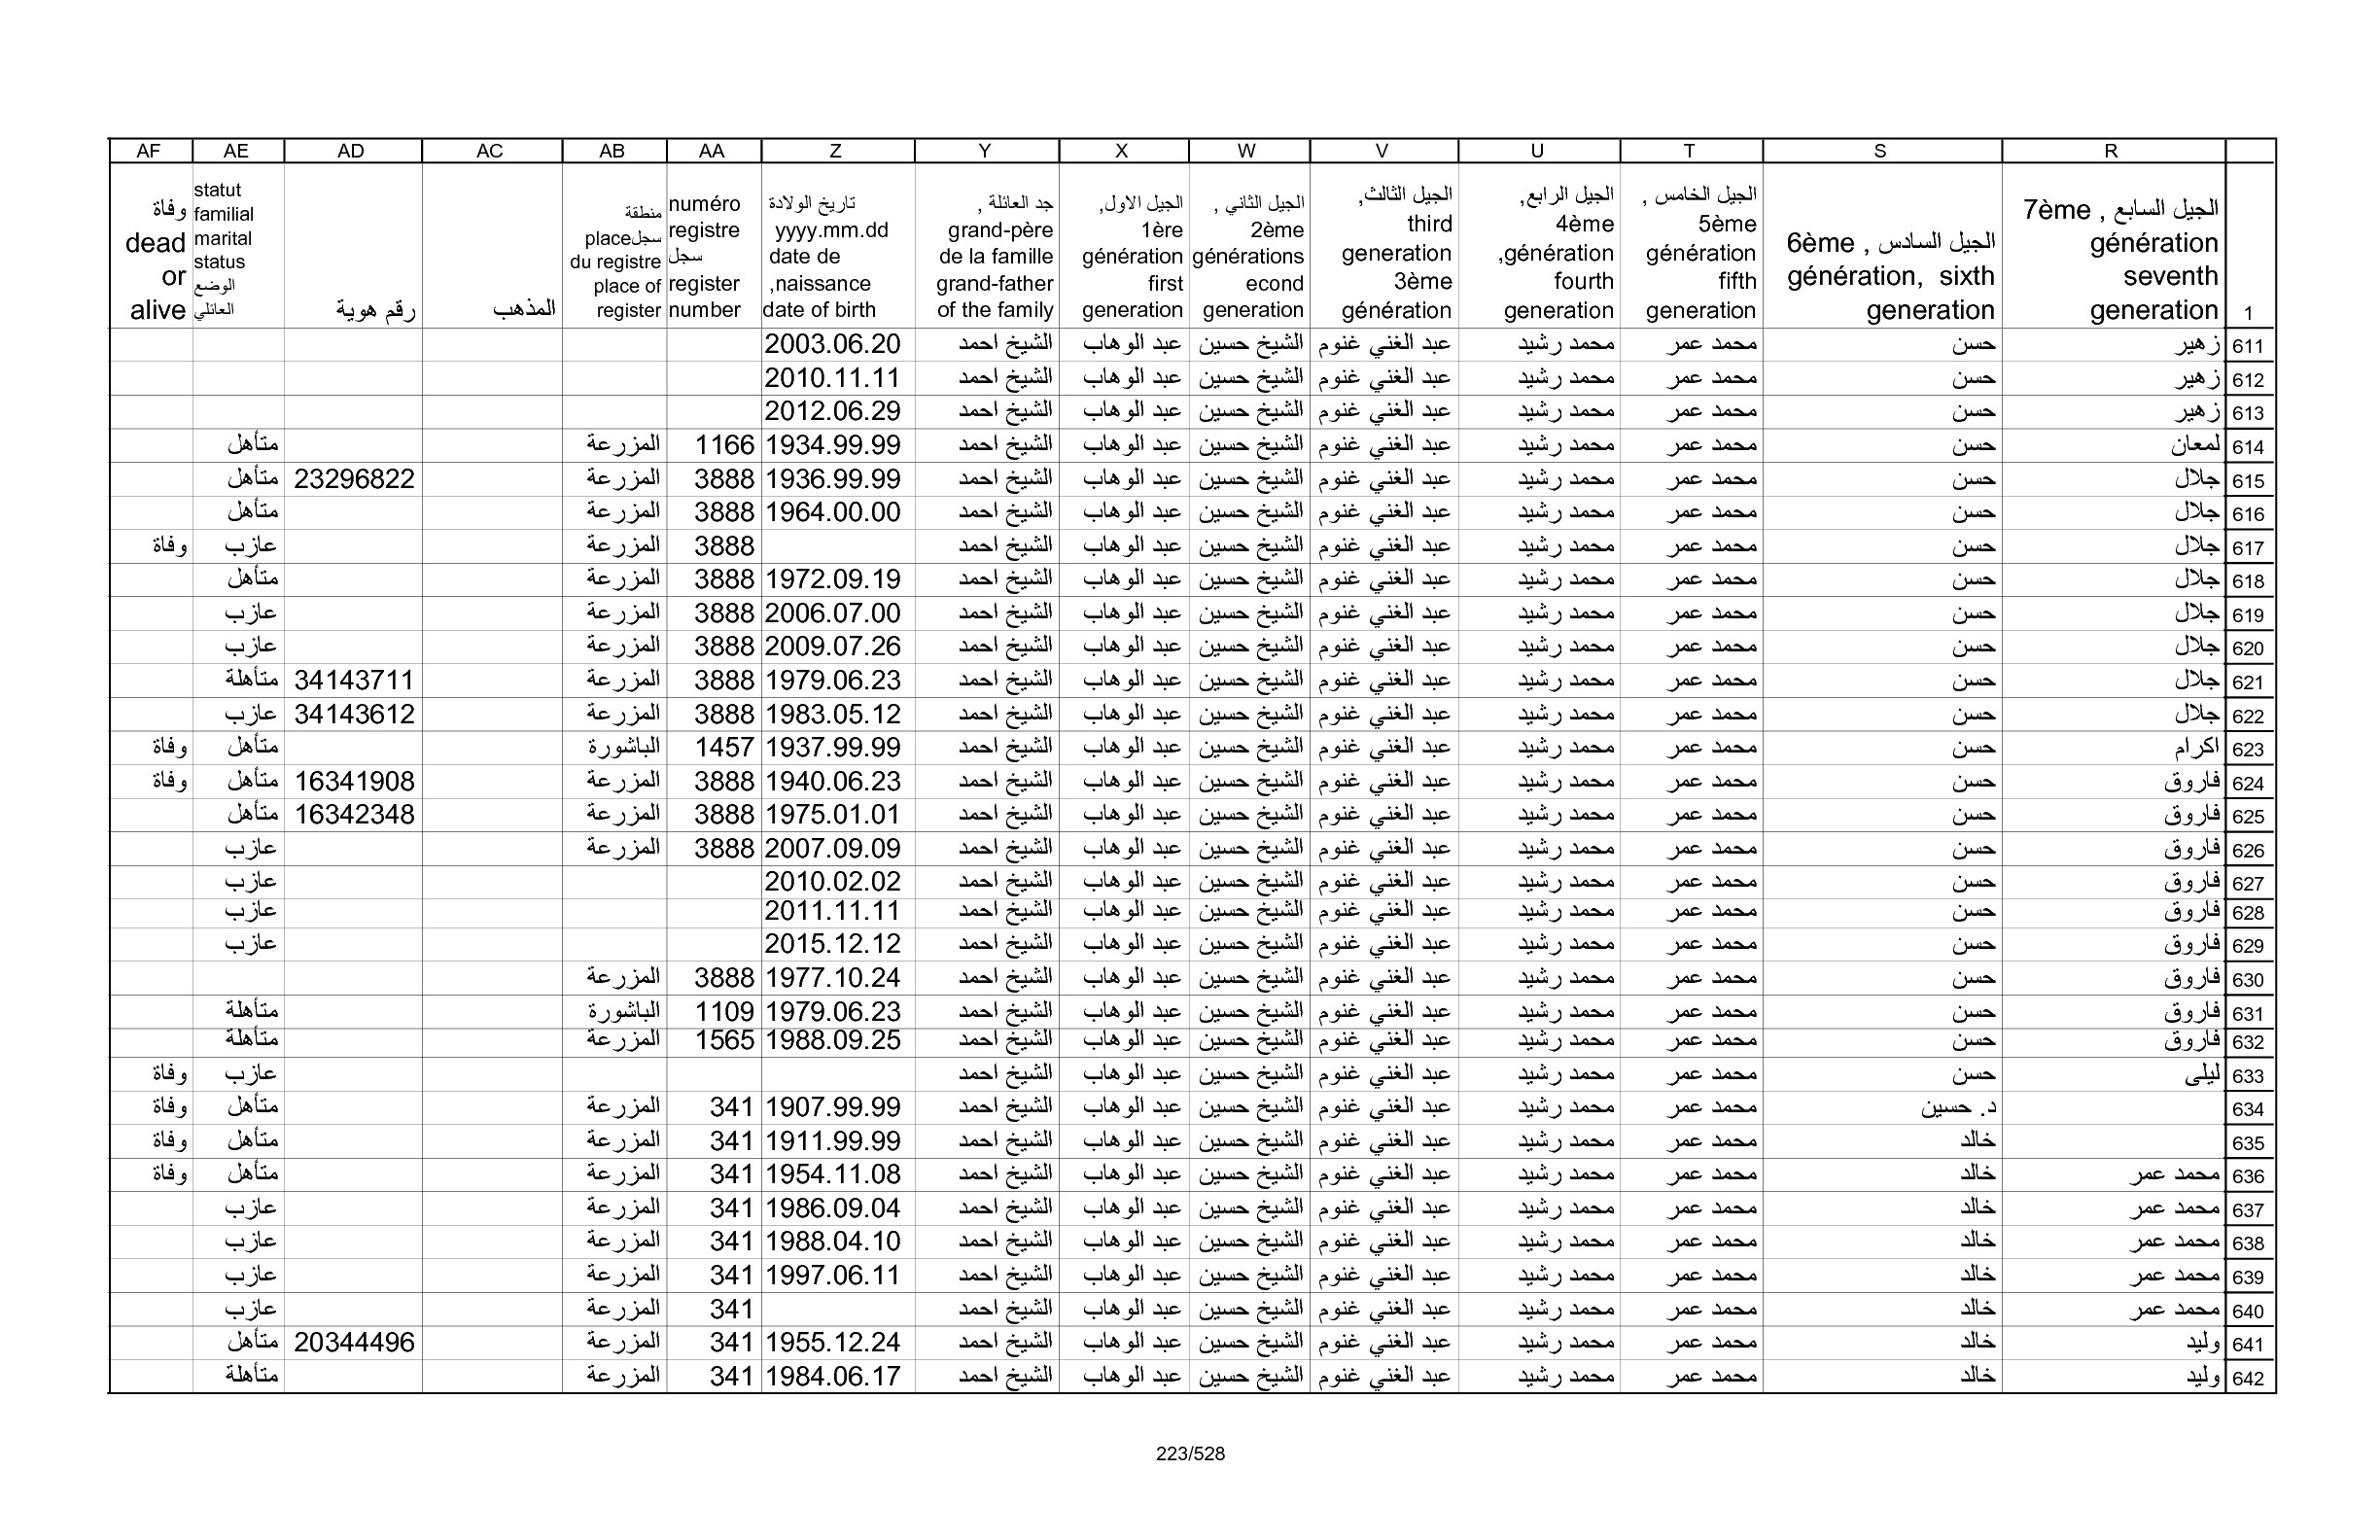 R S T U V W X Y Z AA AB AC AD AE AF
1 الجيل السابع , 7ème génération seventh generation الجيل السادس , 6ème génération, sixth generation الجيل الخامس , 5ème génération fifth generation الجيل الرابع, 4ème génération, fourth generation الجيل الثالث, third generation 3ème génération الجيل الثاني , 2ème générations econd generation الجيل الاول, 1ère génération first generation جد العائلة , grand-père de la famille grand-father of the family تاريخ الولادة yyyy.mm.dd date de naissance, date of birth numéro registre سجل register number منطقة سجل place du registre place of register المذهب رقم هوية statut familial marital status الوضع العائلي وفاة dead or alive
611 زهير حسن محمد عمر محمد رشيد عبد الغني غنوم الشيخ حسين عبد الوهاب الشيخ احمد 2003.06.20
612 زهير حسن محمد عمر محمد رشيد عبد الغني غنوم الشيخ حسين عبد الوهاب الشيخ احمد 2010.11.11
613 زهير حسن محمد عمر محمد رشيد عبد الغني غنوم الشيخ حسين عبد الوهاب الشيخ احمد 2012.06.29
614 لمعان حسن محمد عمر محمد رشيد عبد الغني غنوم الشيخ حسين عبد الوهاب الشيخ احمد 1934.99.99 1166 المزرعة متأهل
615 جلال حسن محمد عمر محمد رشيد عبد الغني غنوم الشيخ حسين عبد الوهاب الشيخ احمد 1936.99.99 3888 المزرعة 23296822 متأهل
616 جلال حسن محمد عمر محمد رشيد عبد الغني غنوم الشيخ حسين عبد الوهاب الشيخ احمد 1964.00.00 3888 المزرعة متأهل
617 جلال حسن محمد عمر محمد رشيد عبد الغني غنوم الشيخ حسين عبد الوهاب الشيخ احمد 3888 المزرعة عازب وفاة
618 جلال حسن محمد عمر محمد رشيد عبد الغني غنوم الشيخ حسين عبد الوهاب الشيخ احمد 1972.09.19 3888 المزرعة متأهل
619 جلال حسن محمد عمر محمد رشيد عبد الغني غنوم الشيخ حسين عبد الوهاب الشيخ احمد 2006.07.00 3888 المزرعة عازب
620 جلال حسن محمد عمر محمد رشيد عبد الغني غنوم الشيخ حسين عبد الوهاب الشيخ احمد 2009.07.26 3888 المزرعة عازب
621 جلال حسن محمد عمر محمد رشيد عبد الغني غنوم الشيخ حسين عبد الوهاب الشيخ احمد 1979.06.23 3888 المزرعة 34143711 متأهلة
622 جلال حسن محمد عمر محمد رشيد عبد الغني غنوم الشيخ حسين عبد الوهاب الشيخ احمد 1983.05.12 3888 المزرعة 34143612 عازب
623 اكرام حسن محمد عمر محمد رشيد عبد الغني غنوم الشيخ حسين عبد الوهاب الشيخ احمد 1937.99.99 1457 الباشورة متأهل وفاة
624 فاروق حسن محمد عمر محمد رشيد عبد الغني غنوم الشيخ حسين عبد الوهاب الشيخ احمد 1940.06.23 3888 المزرعة 16341908 متأهل وفاة
625 فاروق حسن محمد عمر محمد رشيد عبد الغني غنوم الشيخ حسين عبد الوهاب الشيخ احمد 1975.01.01 3888 المزرعة 16342348 متأهل
626 فاروق حسن محمد عمر محمد رشيد عبد الغني غنوم الشيخ حسين عبد الوهاب الشيخ احمد 2007.09.09 3888 المزرعة عازب
627 فاروق حسن محمد عمر محمد رشيد عبد الغني غنوم الشيخ حسين عبد الوهاب الشيخ احمد 2010.02.02 عازب
628 فاروق حسن محمد عمر محمد رشيد عبد الغني غنوم الشيخ حسين عبد الوهاب الشيخ احمد 2011.11.11 عازب
629 فاروق حسن محمد عمر محمد رشيد عبد الغني غنوم الشيخ حسين عبد الوهاب الشيخ احمد 2015.12.12 عازب
630 فاروق حسن محمد عمر محمد رشيد عبد الغني غنوم الشيخ حسين عبد الوهاب الشيخ احمد 1977.10.24 3888 المزرعة
631 فاروق حسن محمد عمر محمد رشيد عبد الغني غنوم الشيخ حسين عبد الوهاب الشيخ احمد 1979.06.23 1109 الباشورة متأهلة
632 فاروق حسن محمد عمر محمد رشيد عبد الغني غنوم الشيخ حسين عبد الوهاب الشيخ احمد 1988.09.25 1565 المزرعة متأهلة
633 ليلى حسن محمد عمر محمد رشيد عبد الغني غنوم الشيخ حسين عبد الوهاب الشيخ احمد عازب وفاة
634 د. حسين محمد عمر محمد رشيد عبد الغني غنوم الشيخ حسين عبد الوهاب الشيخ احمد 1907.99.99 341 المزرعة متأهل وفاة
635 خالد محمد عمر محمد رشيد عبد الغني غنوم الشيخ حسين عبد الوهاب الشيخ احمد 1911.99.99 341 المزرعة متأهل وفاة
636 محمد عمر خالد محمد عمر محمد رشيد عبد الغني غنوم الشيخ حسين عبد الوهاب الشيخ احمد 1954.11.08 341 المزرعة متأهل وفاة
637 محمد عمر خالد محمد عمر محمد رشيد عبد الغني غنوم الشيخ حسين عبد الوهاب الشيخ احمد 1986.09.04 341 المزرعة عازب
638 محمد عمر خالد محمد عمر محمد رشيد عبد الغني غنوم الشيخ حسين عبد الوهاب الشيخ احمد 1988.04.10 341 المزرعة عازب
639 محمد عمر خالد محمد عمر محمد رشيد عبد الغني غنوم الشيخ حسين عبد الوهاب الشيخ احمد 1997.06.11 341 المزرعة عازب
640 محمد عمر خالد محمد عمر محمد رشيد عبد الغني غنوم الشيخ حسين عبد الوهاب الشيخ احمد 341 المزرعة عازب
641 وليد خالد محمد عمر محمد رشيد عبد الغني غنوم الشيخ حسين عبد الوهاب الشيخ احمد 1955.12.24 341 المزرعة 20344496 متأهل
642 وليد خالد محمد عمر محمد رشيد عبد الغني غنوم الشيخ حسين عبد الوهاب الشيخ احمد 1984.06.17 341 المزرعة متأهلة
223/528